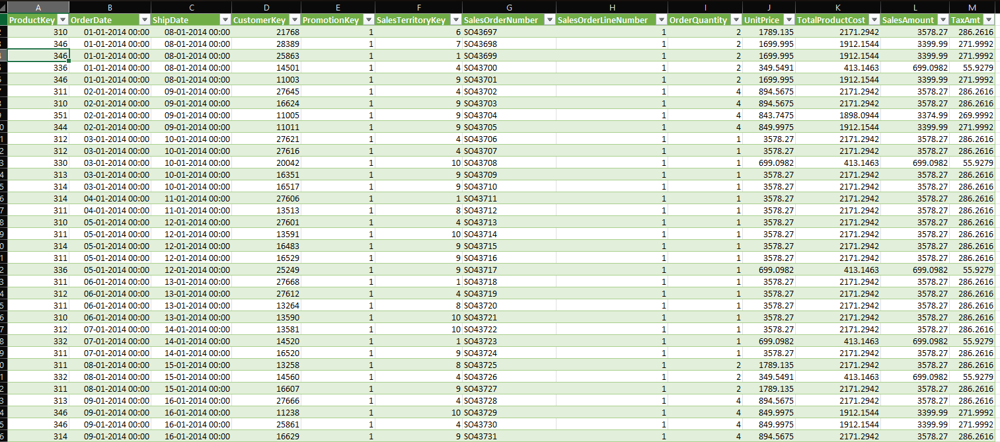 A B C D E F G H I J K L M
ProductKey OrderDate ShipDate CustomerKey PromotionKey SalesTerritoryKey SalesOrderNumber SalesOrderLineNumber OrderQuantity UnitPrice TotalProductCost SalesAmount TaxAmt
310 01-01-2014 00:00 08-01-2014 00:00 21768 1 6 SO43697 1 2 1789.135 2171.2942 3578.27 286.2616
346 01-01-2014 00:00 08-01-2014 00:00 28389 1 7 SO43698 1 2 1699.995 1912.1544 3399.99 271.9992
346 01-01-2014 00:00 08-01-2014 00:00 25863 1 1 SO43699 1 2 1699.995 1912.1544 3399.99 271.9992
336 01-01-2014 00:00 08-01-2014 00:00 14501 1 4 SO43700 1 2 349.5491 413.1463 699.0982 55.9279
346 01-01-2014 00:00 08-01-2014 00:00 11003 1 9 SO43701 1 2 1699.995 1912.1544 3399.99 271.9992
311 02-01-2014 00:00 09-01-2014 00:00 27645 1 4 SO43702 1 4 894.5675 2171.2942 3578.27 286.2616
310 02-01-2014 00:00 09-01-2014 00:00 16624 1 9 SO43703 1 4 894.5675 2171.2942 3578.27 286.2616
351 02-01-2014 00:00 09-01-2014 00:00 11005 1 9 SO43704 1 4 843.7475 1898.0944 3374.99 269.9992
344 02-01-2014 00:00 09-01-2014 00:00 11011 1 9 SO43705 1 4 849.9975 1912.1544 3399.99 271.9992
312 03-01-2014 00:00 10-01-2014 00:00 27621 1 4 SO43706 1 1 3578.27 2171.2942 3578.27 286.2616
312 03-01-2014 00:00 10-01-2014 00:00 27616 1 4 SO43707 1 1 3578.27 2171.2942 3578.27 286.2616
330 03-01-2014 00:00 10-01-2014 00:00 20042 1 10 SO43708 1 1 699.0982 413.1463 699.0982 55.9279
313 03-01-2014 00:00 10-01-2014 00:00 16351 1 9 SO43709 1 1 3578.27 2171.2942 3578.27 286.2616
314 03-01-2014 00:00 10-01-2014 00:00 16517 1 9 SO43710 1 1 3578.27 2171.2942 3578.27 286.2616
314 04-01-2014 00:00 11-01-2014 00:00 27606 1 1 SO43711 1 1 3578.27 2171.2942 3578.27 286.2616
311 04-01-2014 00:00 11-01-2014 00:00 13513 1 8 SO43712 1 1 3578.27 2171.2942 3578.27 286.2616
310 05-01-2014 00:00 12-01-2014 00:00 27601 1 4 SO43713 1 1 3578.27 2171.2942 3578.27 286.2616
311 05-01-2014 00:00 12-01-2014 00:00 13591 1 10 SO43714 1 1 3578.27 2171.2942 3578.27 286.2616
314 05-01-2014 00:00 12-01-2014 00:00 16483 1 9 SO43715 1 1 3578.27 2171.2942 3578.27 286.2616
311 05-01-2014 00:00 12-01-2014 00:00 16529 1 9 SO43716 1 1 3578.27 2171.2942 3578.27 286.2616
336 05-01-2014 00:00 12-01-2014 00:00 25249 1 9 SO43717 1 1 699.0982 413.1463 699.0982 55.9279
311 06-01-2014 00:00 13-01-2014 00:00 27668 1 1 SO43718 1 1 3578.27 2171.2942 3578.27 286.2616
312 06-01-2014 00:00 13-01-2014 00:00 27612 1 4 SO43719 1 1 3578.27 2171.2942 3578.27 286.2616
311 06-01-2014 00:00 13-01-2014 00:00 13264 1 8 SO43720 1 1 3578.27 2171.2942 3578.27 286.2616
310 06-01-2014 00:00 13-01-2014 00:00 13590 1 10 SO43721 1 1 3578.27 2171.2942 3578.27 286.2616
312 07-01-2014 00:00 14-01-2014 00:00 13581 1 10 SO43722 1 1 3578.27 2171.2942 3578.27 286.2616
332 07-01-2014 00:00 14-01-2014 00:00 14520 1 1 SO43723 1 1 699.0982 413.1463 699.0982 55.9279
311 07-01-2014 00:00 14-01-2014 00:00 16520 1 9 SO43724 1 1 3578.27 2171.2942 3578.27 286.2616
311 08-01-2014 00:00 15-01-2014 00:00 13258 1 8 SO43725 1 2 1789.135 2171.2942 3578.27 286.2616
332 08-01-2014 00:00 15-01-2014 00:00 14560 1 4 SO43726 1 2 349.5491 413.1463 699.0982 55.9279
311 08-01-2014 00:00 15-01-2014 00:00 16607 1 9 SO43727 1 2 1789.135 2171.2942 3578.27 286.2616
313 09-01-2014 00:00 16-01-2014 00:00 27666 1 4 SO43728 1 4 894.5675 2171.2942 3578.27 286.2616
346 09-01-2014 00:00 16-01-2014 00:00 11238 1 10 SO43729 1 4 849.9975 1912.1544 3399.99 271.9992
346 09-01-2014 00:00 16-01-2014 00:00 25861 1 4 SO43730 1 4 849.9975 1912.1544 3399.99 271.9992
314 09-01-2014 00:00 16-01-2014 00:00 16629 1 9 SO43731 1 4 894.5675 2171.2942 3578.27 286.2616